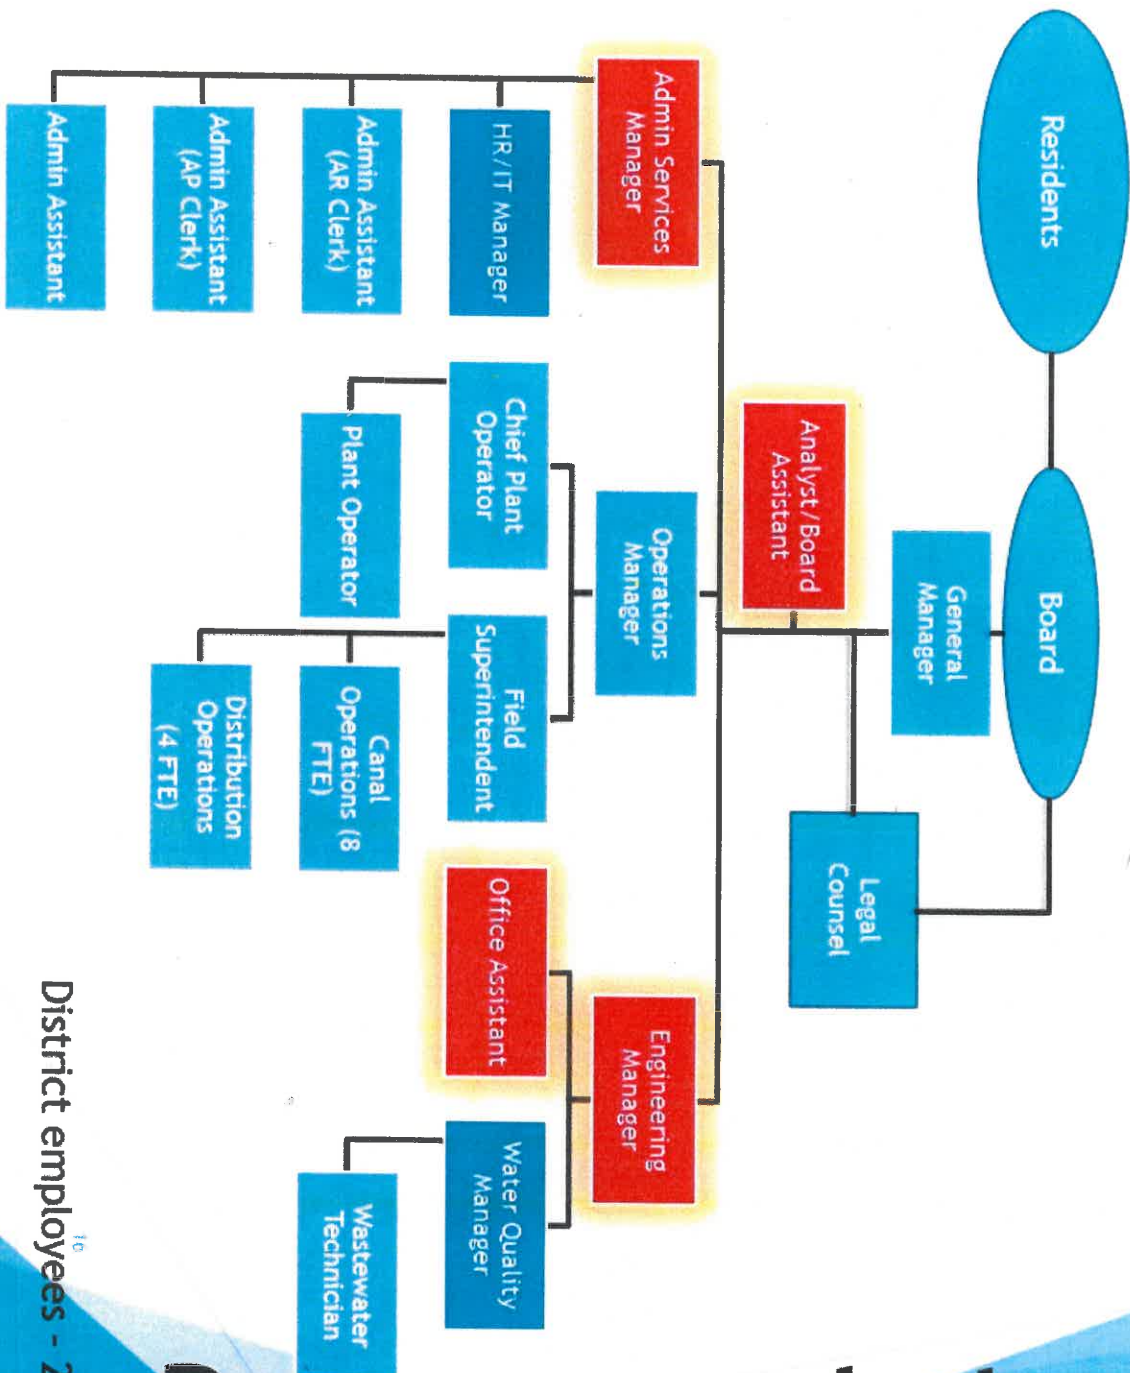 Residents
Board
General
Manager
Legal
Counsel
Analyst/Board
Assistant
Admin Services
Manager
HR/IT Manager
Admin Assistant
(AR Clerk)
Admin Assistant
(AP Clerk)
Admin Assistant
Operations
Manager
Chief Plant
Operator
Plant Operator
Field
Superintendent
Canal
Operations (8
FTE)
Distribution
Operations
(4 FTE)
Engineering
Manager
Office Assistant
Water Quality
Manager
Wastewater
Technician
16
District employees -